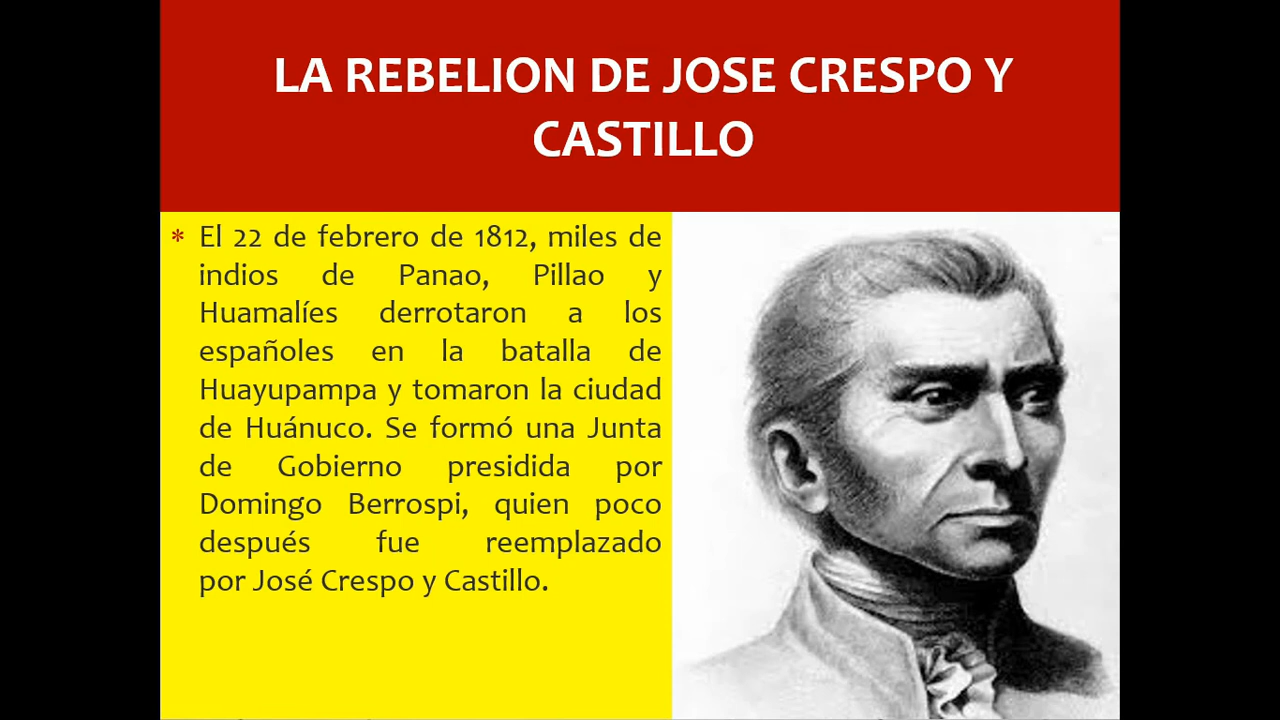 LA REBELION DE JOSE CRESPO Y
CASTILLO
* El 22 de febrero de 1812, miles de
indios de Panao, Pillao y
Huamalíes derrotaron a los
españoles en la batalla de
Huayupampa y tomaron la ciudad
de Huánuco. Se formó una Junta
de Gobierno presidida por
Domingo Berrospi, quien poco
después fue reemplazado
por José Crespo y Castillo.